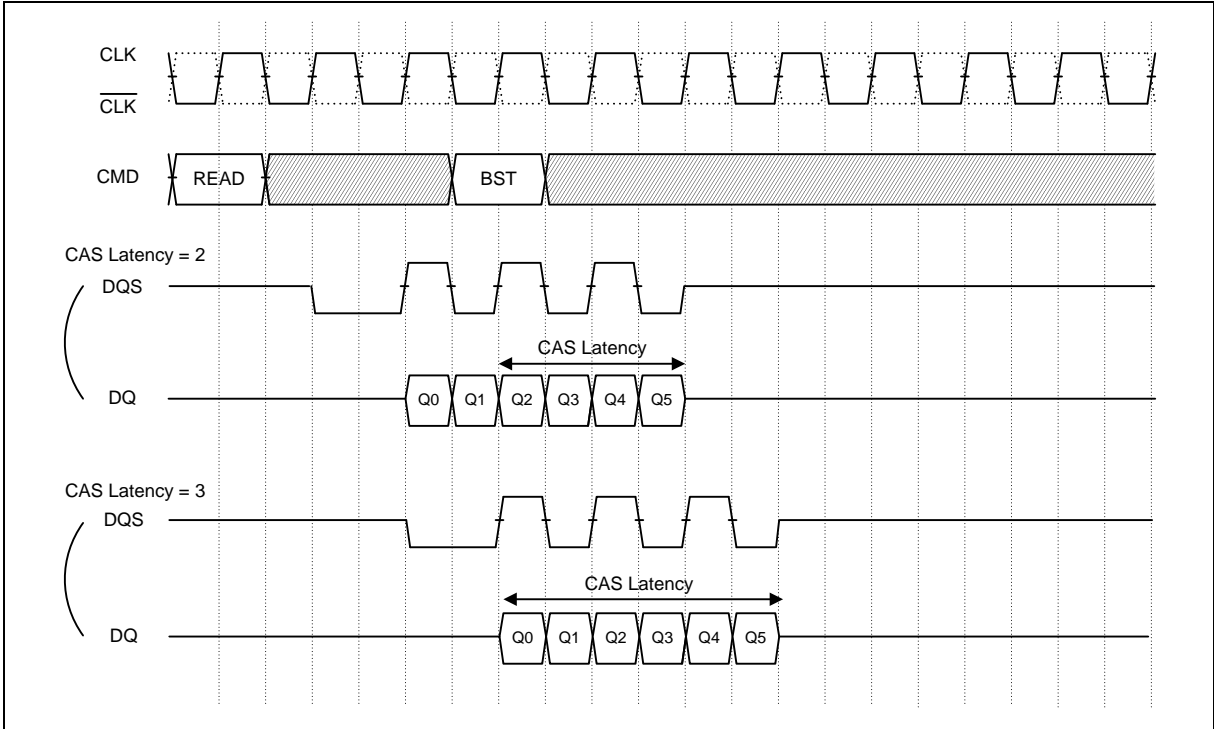 CLK
CLK
CMD READ BST
CAS Latency = 2
DQS
CAS Latency
DQ Q0 Q1 Q2 Q3 Q4 Q5
CAS Latency = 3
DQS
CAS Latency
DQ Q0 Q1 Q2 Q3 Q4 Q5